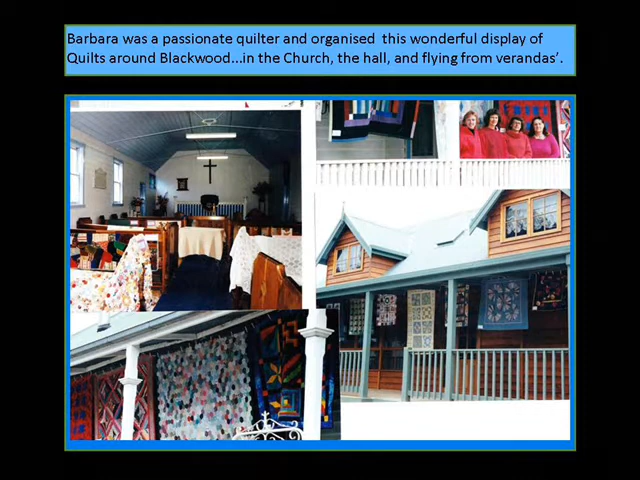 Barbara was a passionate quilter and organised  this wonderful display of
Quilts around Blackwood...in the Church, the hall, and flying from verandas’.